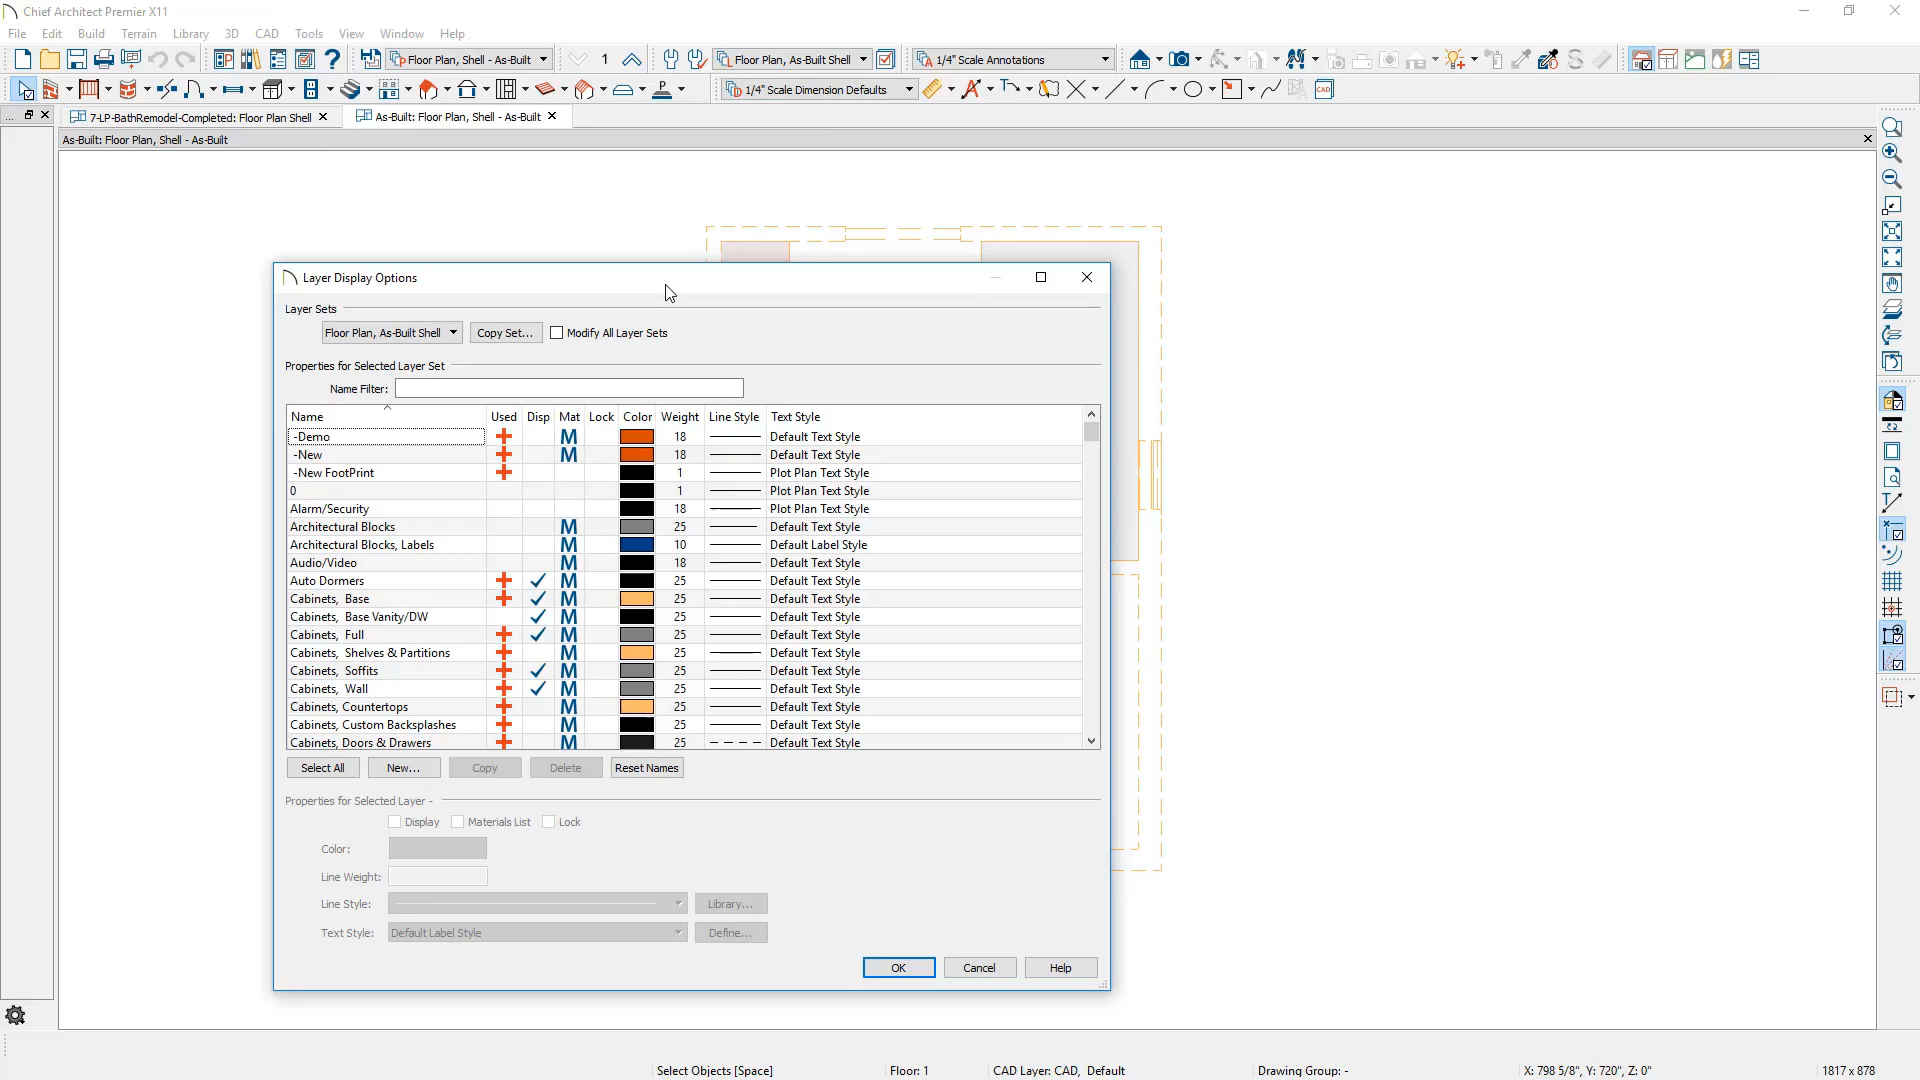 Chief Architect Premier X11
File Edit Build Terrain Library 3D CAD Tools View Window Help
Floor Plan, Shell - As-Built 1 Floor Plan, As-Built Shell 1/4" Scale Annotations
1/4" Scale Dimension Defaults CAD
... 7-LP-BathRemodel-Completed: Floor Plan Shell As-Built: Floor Plan, Shell - As-Built
As-Built: Floor Plan, Shell - As-Built
Layer Display Options
Layer Sets
Floor Plan, As-Built Shell Copy Set... Modify All Layer Sets
Properties for Selected Layer Set
Name Filter:
Name Used Disp Mat Lock Color Weight Line Style Text Style
-Demo M 18 Default Text Style
-New M 18 Default Text Style
-New FootPrint 1 Plot Plan Text Style
0 1 Plot Plan Text Style
Alarm/Security 18 Plot Plan Text Style
Architectural Blocks M 25 Default Text Style
Architectural Blocks, Labels M 10 Default Label Style
Audio/Video M 18 Default Text Style
Auto Dormers M 25 Default Text Style
Cabinets, Base M 25 Default Text Style
Cabinets, Base Vanity/DW M 25 Default Text Style
Cabinets, Full M 25 Default Text Style
Cabinets, Shelves & Partitions M 25 Default Text Style
Cabinets, Soffits M 25 Default Text Style
Cabinets, Wall M 25 Default Text Style
Cabinets, Countertops M 25 Default Text Style
Cabinets, Custom Backsplashes M 25 Default Text Style
Cabinets, Doors & Drawers M 25 Default Text Style
Select All New... Copy Delete Reset Names
Properties for Selected Layer -
Display Materials List Lock
Color:
Line Weight:
Line Style: Library...
Text Style: Default Label Style Define...
OK Cancel Help
Select Objects [Space] Floor: 1 CAD Layer: CAD, Default Drawing Group: - X: 798 5/8", Y: 720", Z: 0" 1817 x 878